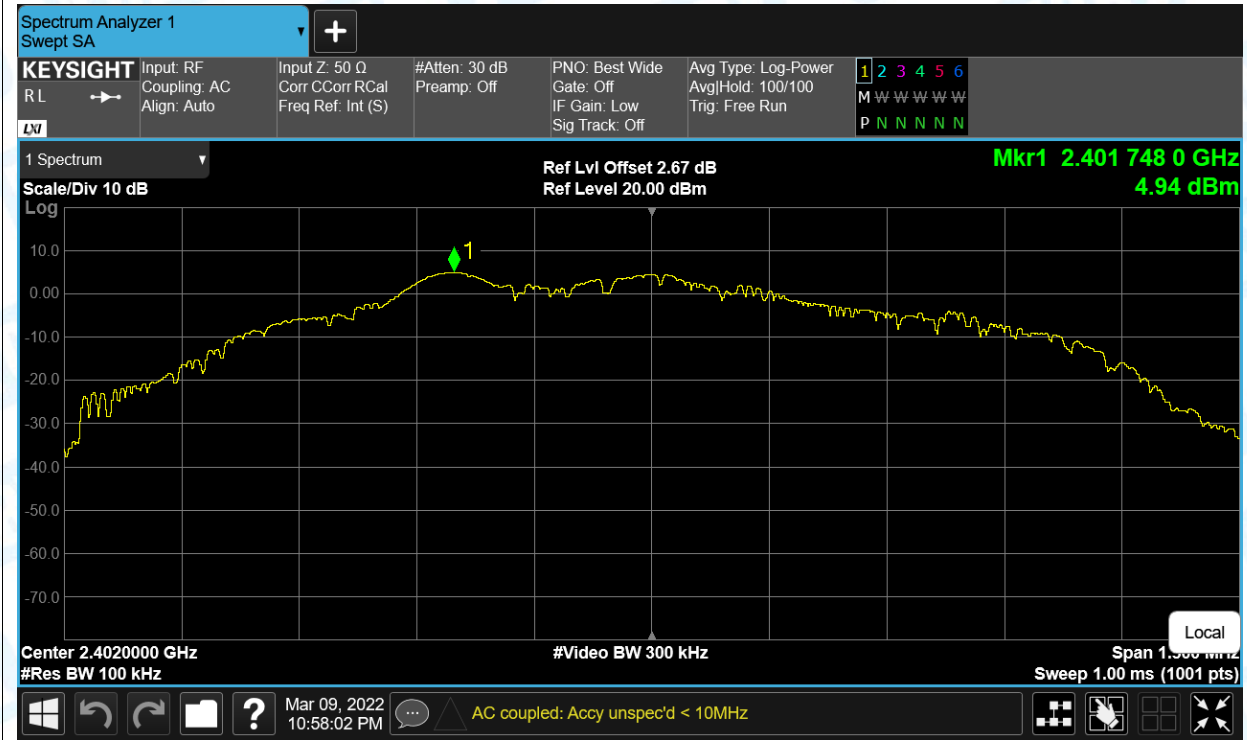 Spectrum Analyzer 1
Swept SA
KEYSIGHT
R L
LXI
Input: RF
Coupling: AC
Align: Auto
Input Z: 50 Ω
Corr CCorr RCal
Freq Ref: Int (S)
#Atten: 30 dB
Preamp: Off
PNO: Best Wide
Gate: Off
IF Gain: Low
Sig Track: Off
Avg Type: Log-Power
Avg|Hold: 100/100
Trig: Free Run
1 2 3 4 5 6
M W W W W W W
P N N N N N N
1 Spectrum
Scale/Div 10 dB
Log
Ref Lvl Offset 2.67 dB
Ref Level 20.00 dBm
Mkr1 2.401 748 0 GHz
4.94 dBm
1
10.0
0.00
-10.0
-20.0
-30.0
-40.0
-50.0
-60.0
-70.0
Local
Center 2.4020000 GHz
#Video BW 300 kHz
Span
#Res BW 100 kHz
Sweep 1.00 ms (1001 pts)
?
Mar 09, 2022
10:58:02 PM
AC coupled: Accy unspec'd < 10MHz